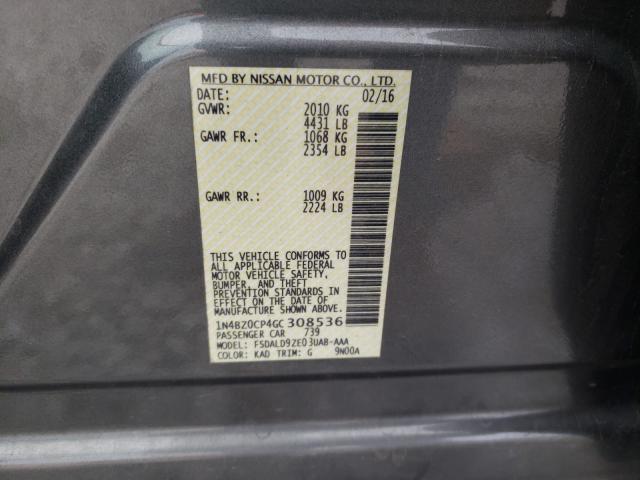 MFD BY NISSAN MOTOR CO., LTD.
DATE: 02/16
GVWR: 2010 KG
4431 LB
GAWR FR.: 1068 KG
2354 LB
GAWR RR.: 1009 KG
2224 LB
THIS VEHICLE CONFORMS TO
ALL APPLICABLE FEDERAL
MOTOR VEHICLE SAFETY,
BUMPER, AND THEFT
PREVENTION STANDARDS IN
EFFECT ON THE DATE OF
MANUFACTURE SHOWN ABOVE.
1N4BZ0CP4GC308536
PASSENGER CAR 739
MODEL: FSDALD9ZE03UAB-AAA
COLOR: KAD TRIM: G 9N00A